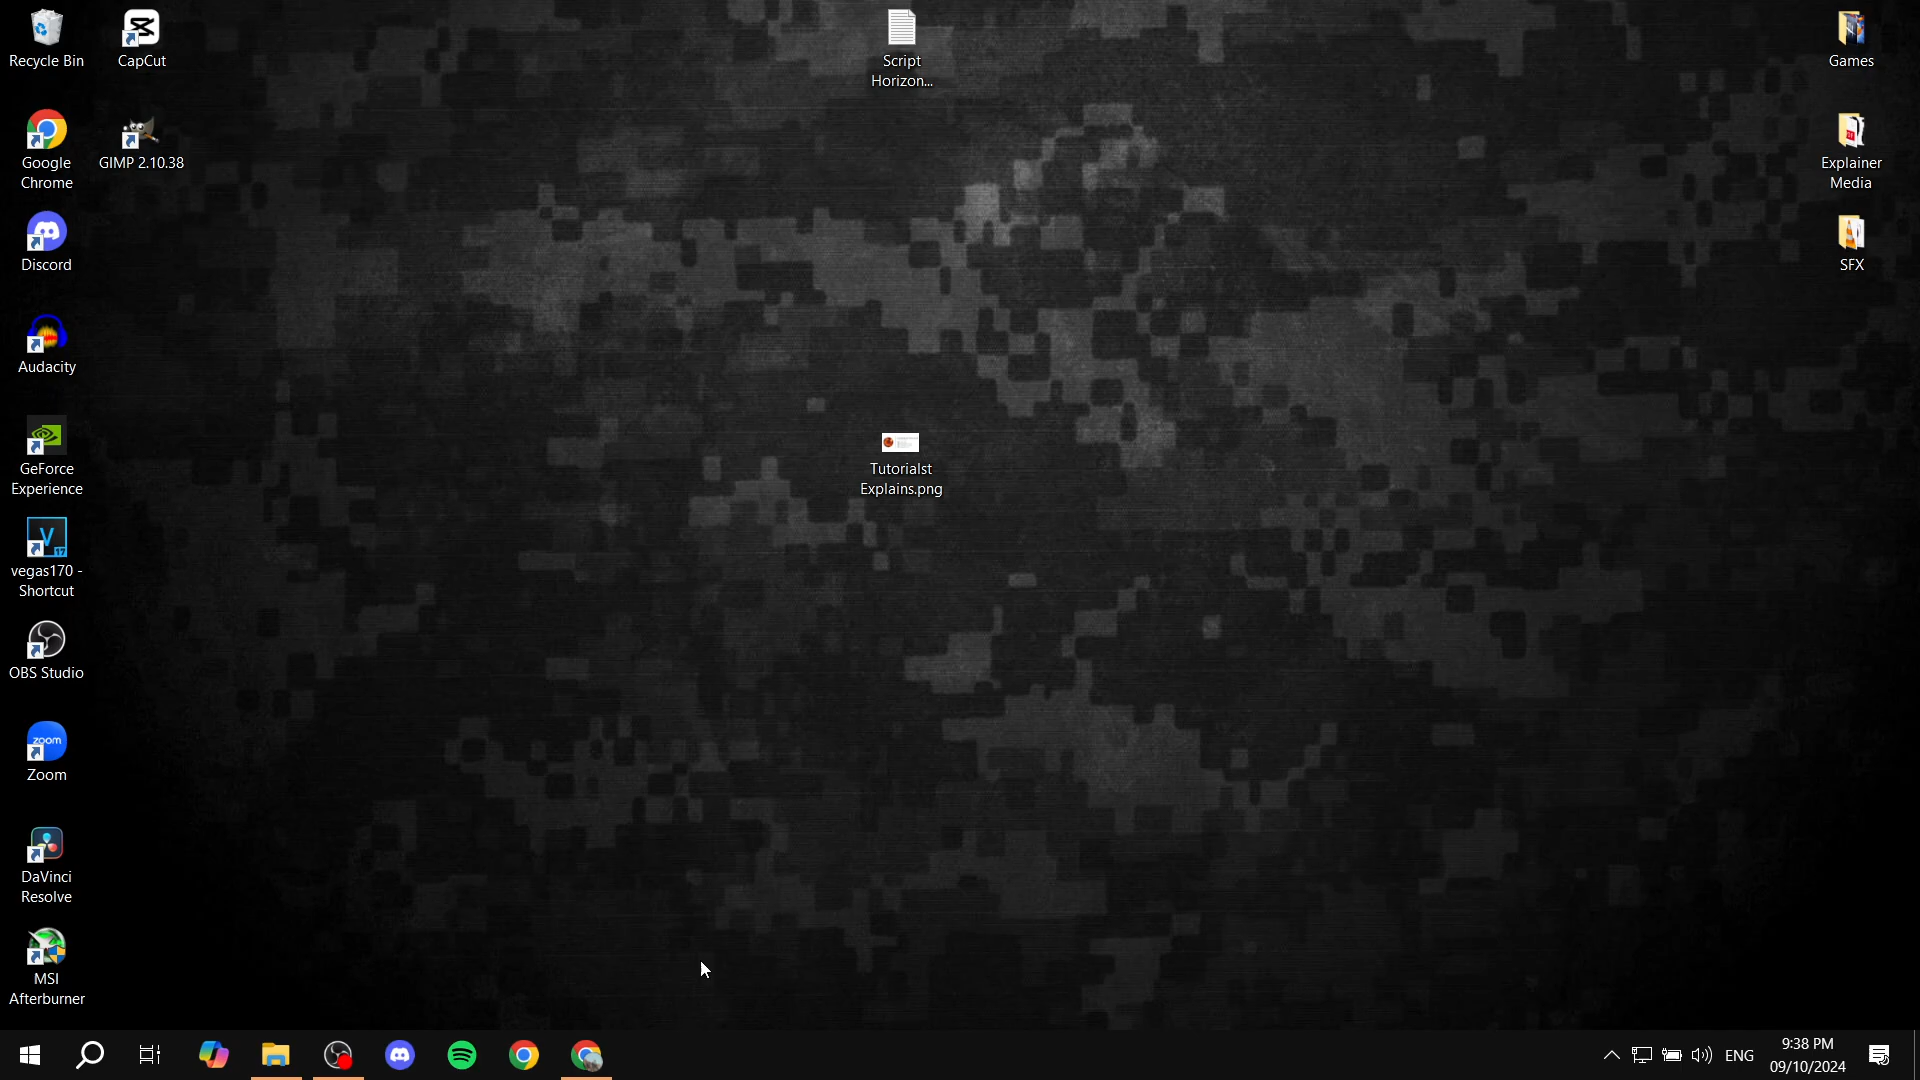 Recycle Bin
CapCut
Script
Horizon...
Games
Google
Chrome
GIMP 2.10.38
Explainer
Media
Discord
SFX
Audacity
GeForce
Experience
Tutorialst
Explains.png
V
17
vegas170 -
Shortcut
OBS Studio
zoom
Zoom
DaVinci
Resolve
MSI
Afterburner
ENG
9:38 PM
09/10/2024